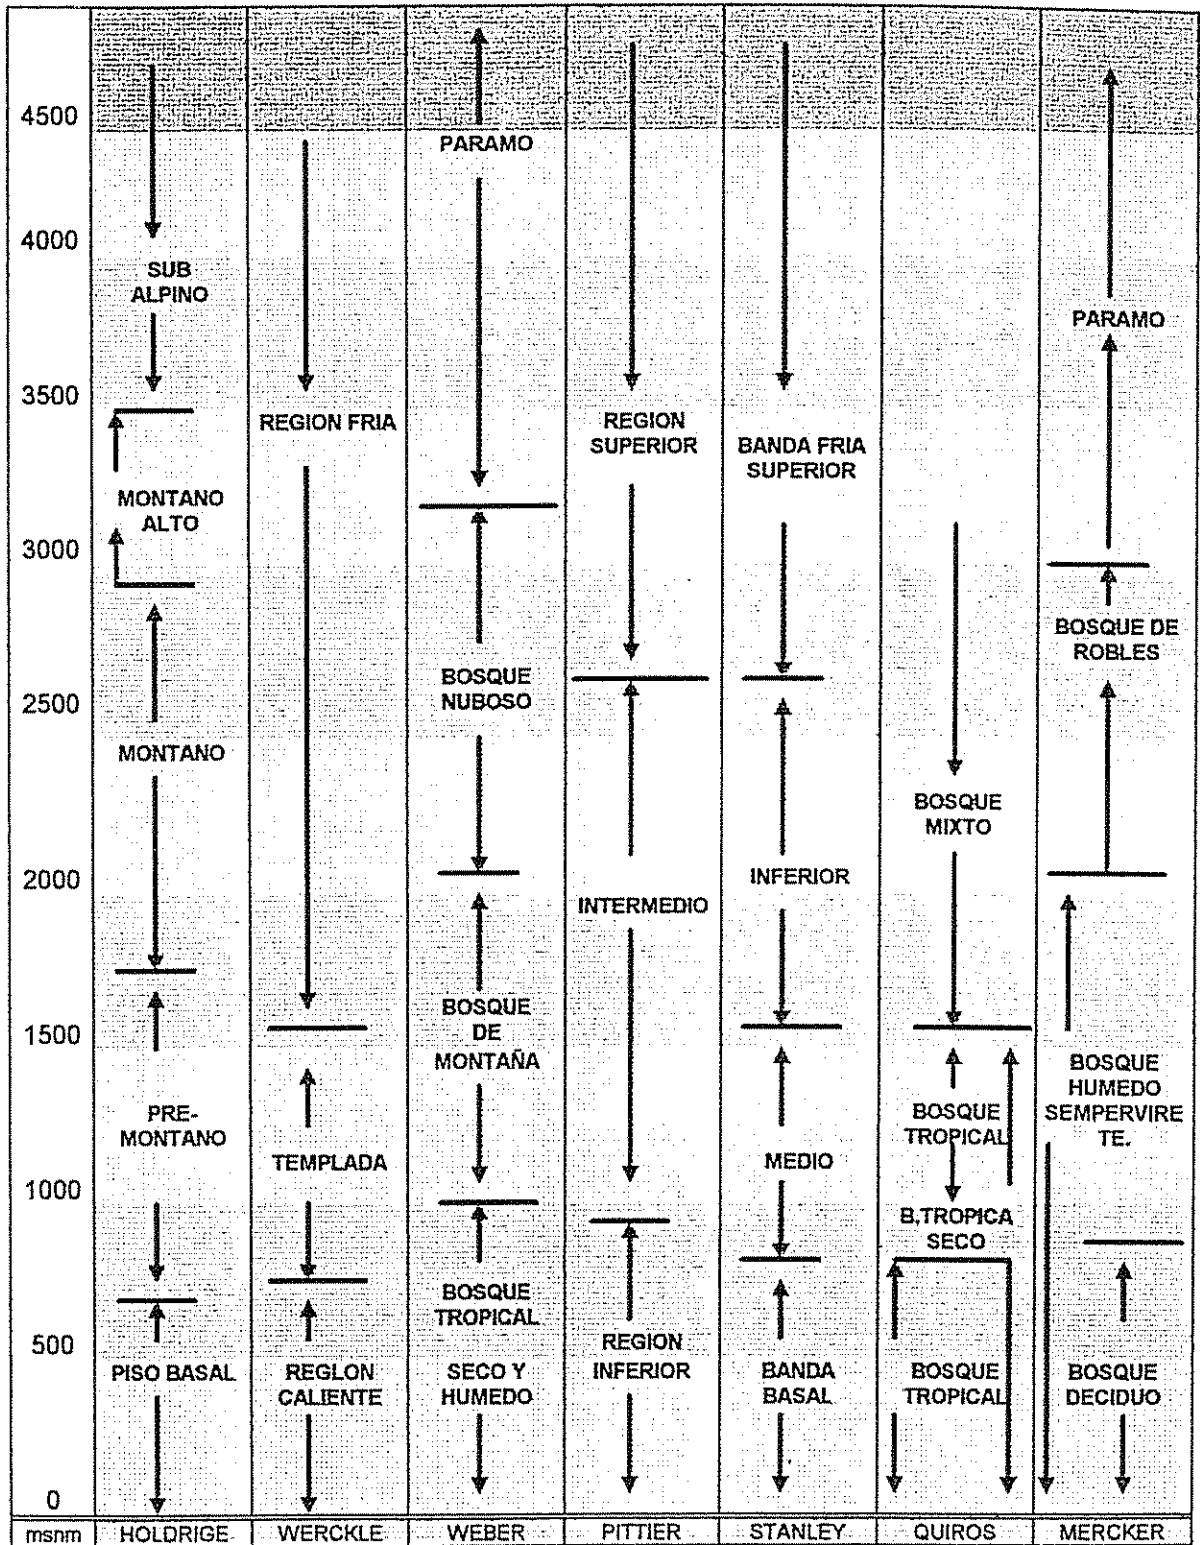 4500
4000
3500
3000
2500
2000
1500
1000
500
0
msnm
SUB
ALPINO
MONTANO
ALTO
MONTANO
PRE-
MONTANO
PISO BASAL
HOLDRIGE
REGION FRIA
TEMPLADA
REGLON
CALIENTE
WERCKLE
PARAMO
BOSQUE
NUBOSO
BOSQUE
DE
MONTAÑA
BOSQUE
TROPICAL
SECO Y
HUMEDO
WEBER
REGION
SUPERIOR
INTERMEDIO
REGION
INFERIOR
PITTIER
BANDA FRIA
SUPERIOR
INFERIOR
MEDIO
BANDA
BASAL
STANLEY
BOSQUE
MIXTO
BOSQUE
TROPICAL
B.TROPICA
SECO
BOSQUE
TROPICAL
QUIROS
PARAMO
BOSQUE DE
ROBLES
BOSQUE
HUMEDO
SEMPERVIRE
TE.
BOSQUE
DECIDUO
MERCKER